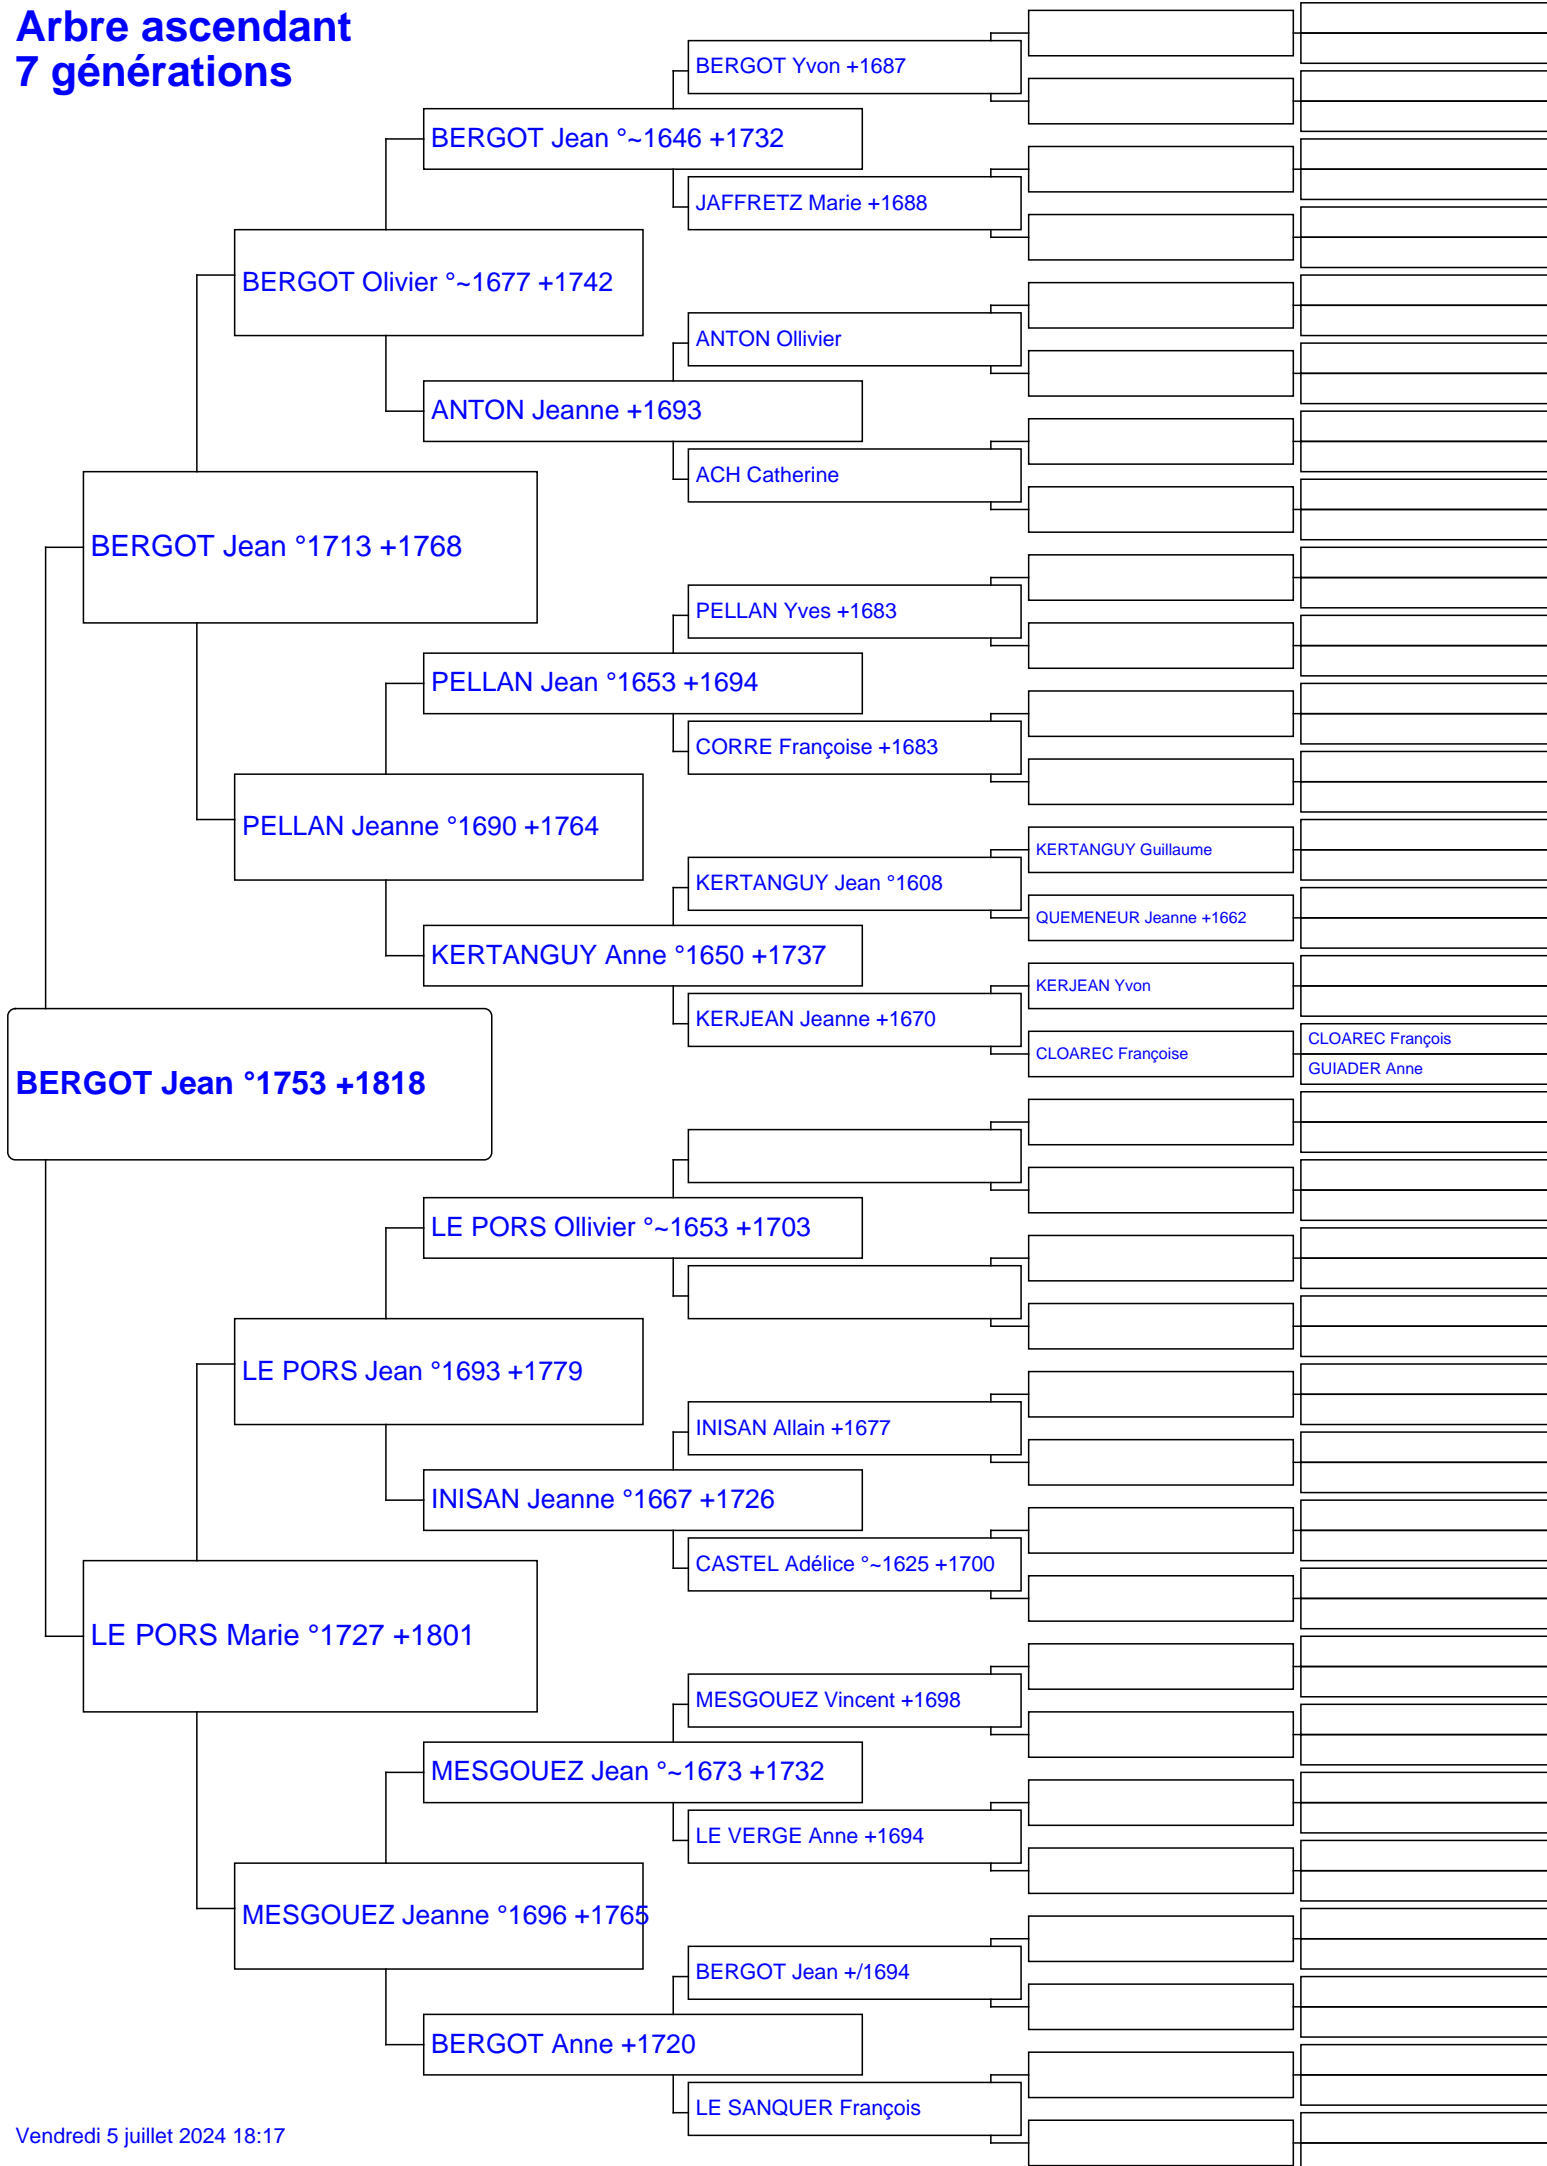 Arbre ascendant
7 générations
BERGOT Yvon +1687
BERGOT Jean °~1646 +1732
JAFFRETZ Marie +1688
BERGOT Olivier °~1677 +1742
ANTON Ollivier
ANTON Jeanne +1693
ACH Catherine
BERGOT Jean °1713 +1768
PELLAN Yves +1683
PELLAN Jean °1653 +1694
CORRE Françoise +1683
PELLAN Jeanne °1690 +1764
KERTANGUY Guillaume
KERTANGUY Jean °1608
QUEMENEUR Jeanne +1662
KERTANGUY Anne °1650 +1737
KERJEAN Yvon
KERJEAN Jeanne +1670
CLOAREC François
CLOAREC Françoise
GUIADER Anne
BERGOT Jean °1753 +1818
LE PORS Ollivier °~1653 +1703
LE PORS Jean °1693 +1779
INISAN Allain +1677
INISAN Jeanne °1667 +1726
CASTEL Adélice °~1625 +1700
LE PORS Marie °1727 +1801
MESGOUEZ Vincent +1698
MESGOUEZ Jean °~1673 +1732
LE VERGE Anne +1694
MESGOUEZ Jeanne °1696 +1765
BERGOT Jean +/1694
BERGOT Anne +1720
LE SANQUER François
Vendredi 5 juillet 2024 18:17